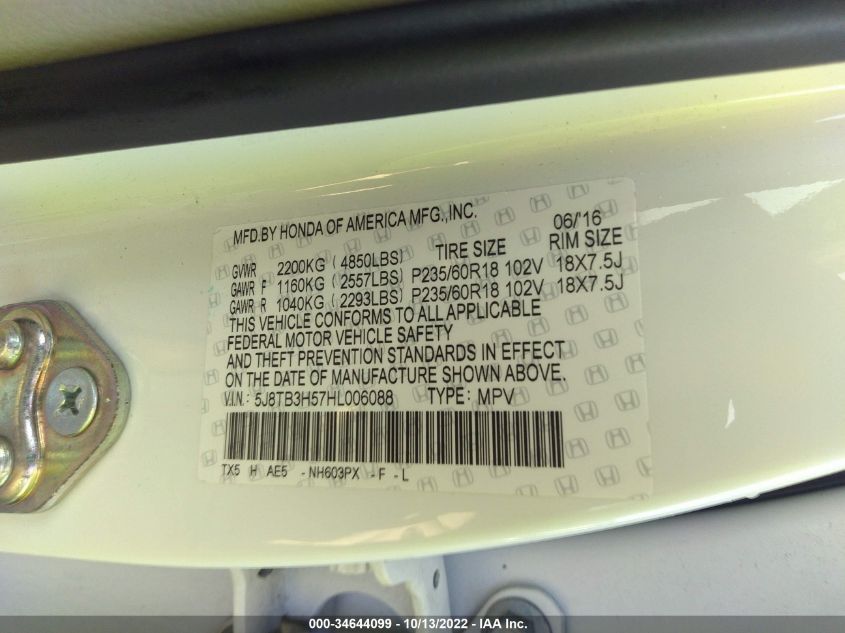 MFD.BY HONDA OF AMERICA MFG.,INC. 06/'16
GVWR 2200KG (4850LBS) TIRE SIZE RIM SIZE
GAWR F 1160KG (2557LBS) P235/60R18 102V 18X7.5J
GAWR R 1040KG (2293LBS) P235/60R18 102V 18X7.5J
THIS VEHICLE CONFORMS TO ALL APPLICABLE
FEDERAL MOTOR VEHICLE SAFETY
AND THEFT PREVENTION STANDARDS IN EFFECT
ON THE DATE OF MANUFACTURE SHOWN ABOVE.
V.I.N.: 5J8TB3H57HL006088 TYPE: MPV
TX5 H AE5 -NH603PX -F -L
000-34644099 - 10/13/2022 - IAA Inc.